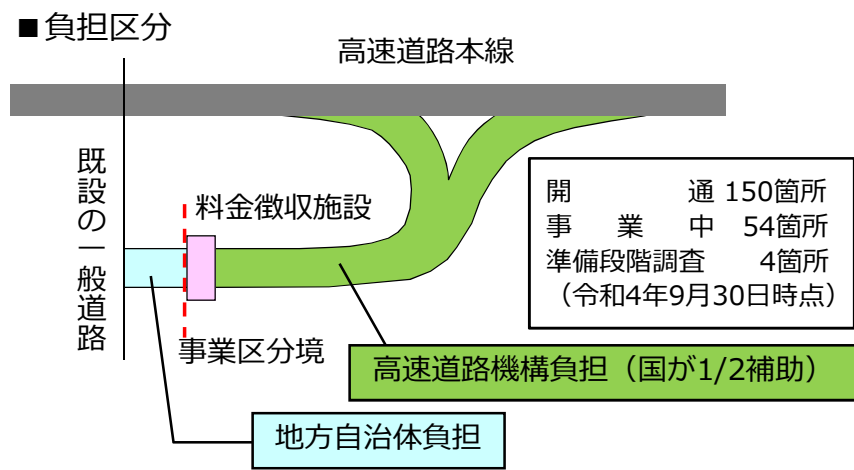 ■負担区分
高速道路本線
既設の一般道路
料金徴収施設
開　　　通 150箇所
事　業　中 54箇所
準備段階調査 4箇所
（令和4年9月30日時点）
事業区分境
高速道路機構負担（国が1/2補助）
地方自治体負担